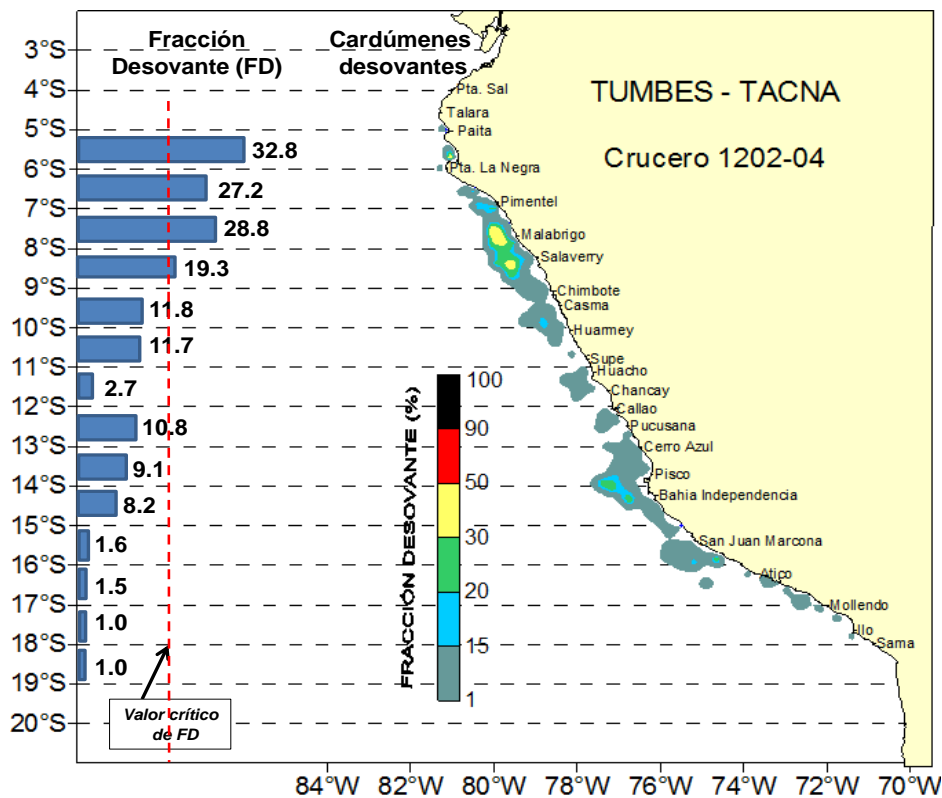 Fracción
Desovante (FD)
Cardúmenes
desovantes
TUMBES - TACNA
Crucero 1202-04
3°S
4°S
5°S
6°S
7°S
8°S
9°S
10°S
11°S
12°S
13°S
14°S
15°S
16°S
17°S
18°S
19°S
20°S
32.8
27.2
28.8
19.3
11.8
11.7
2.7
10.8
9.1
8.2
1.6
1.5
1.0
1.0
Valor crítico
de FD
FRACCIÓN DESOVANTE (%)
100
90
50
30
20
15
1
Pta. Sal
Talara
Paita
Pta. La Negra
Pimentel
Malabrigo
Salaverry
Chimbote
Casma
Huarmey
Supe
Huacho
Chancay
Callao
Pucusana
Cerro Azul
Pisco
Bahia Independencia
San Juan Marcona
Atico
Mollendo
Ilo
Sama
84°W 82°W 80°W 78°W 76°W 74°W 72°W 70°W